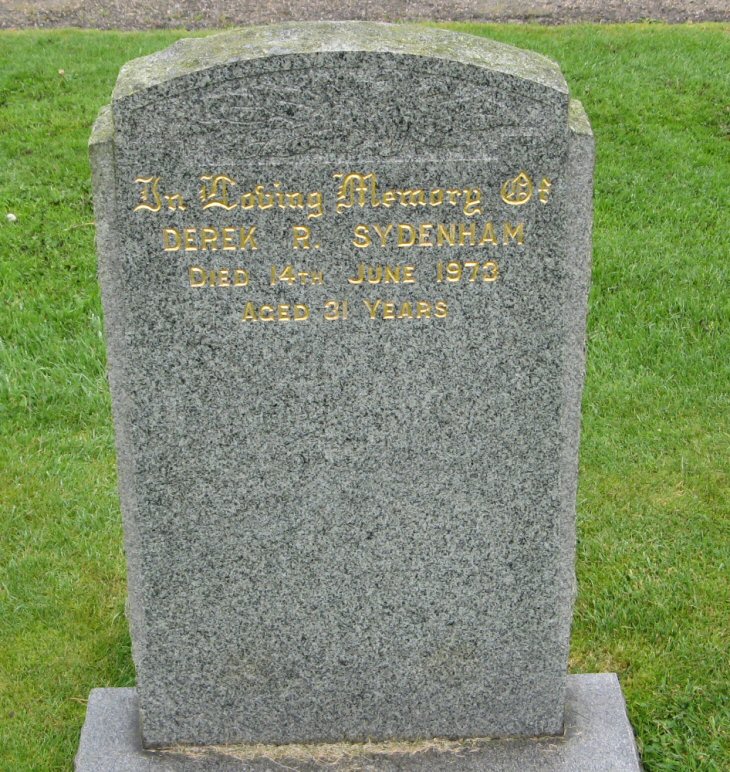 In Loving Memory Of
DEREK R. SYDENHAM
DIED 14TH JUNE 1973
AGED 31 YEARS